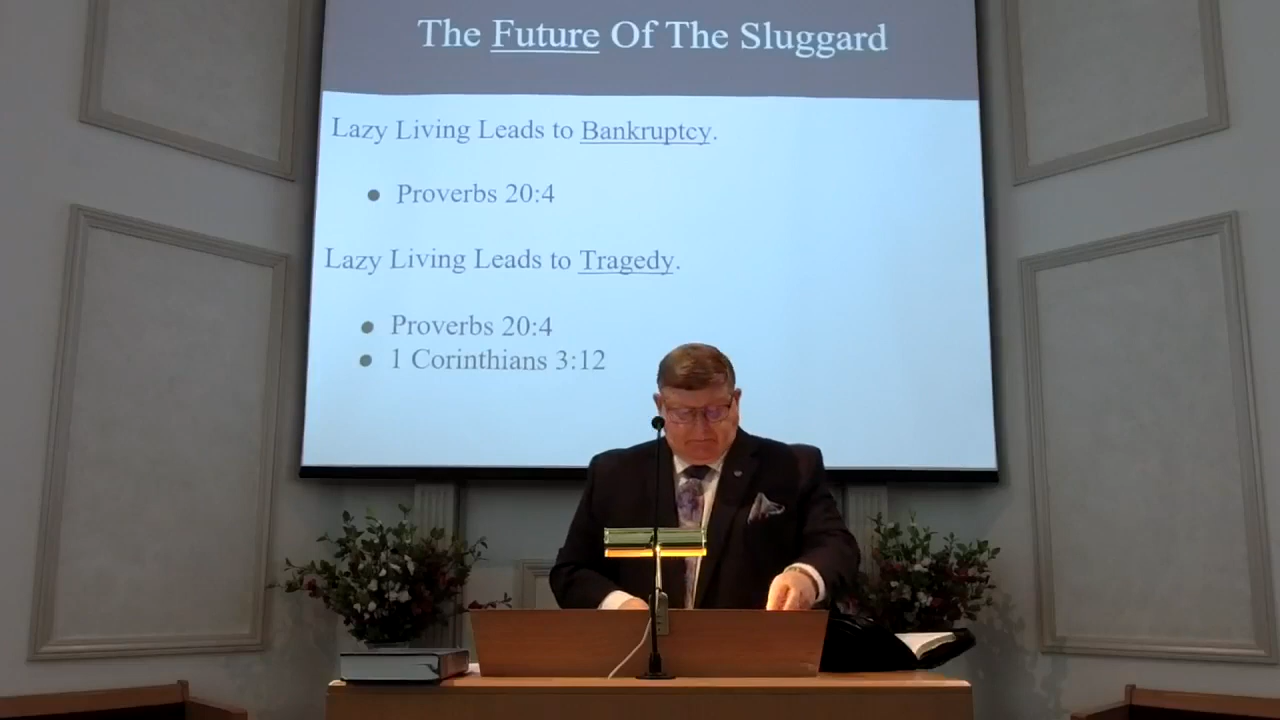 The Future Of The Sluggard
Lazy Living Leads to Bankruptcy.
• Proverbs 20:4
Lazy Living Leads to Tragedy.
• Proverbs 20:4
• 1 Corinthians 3:12